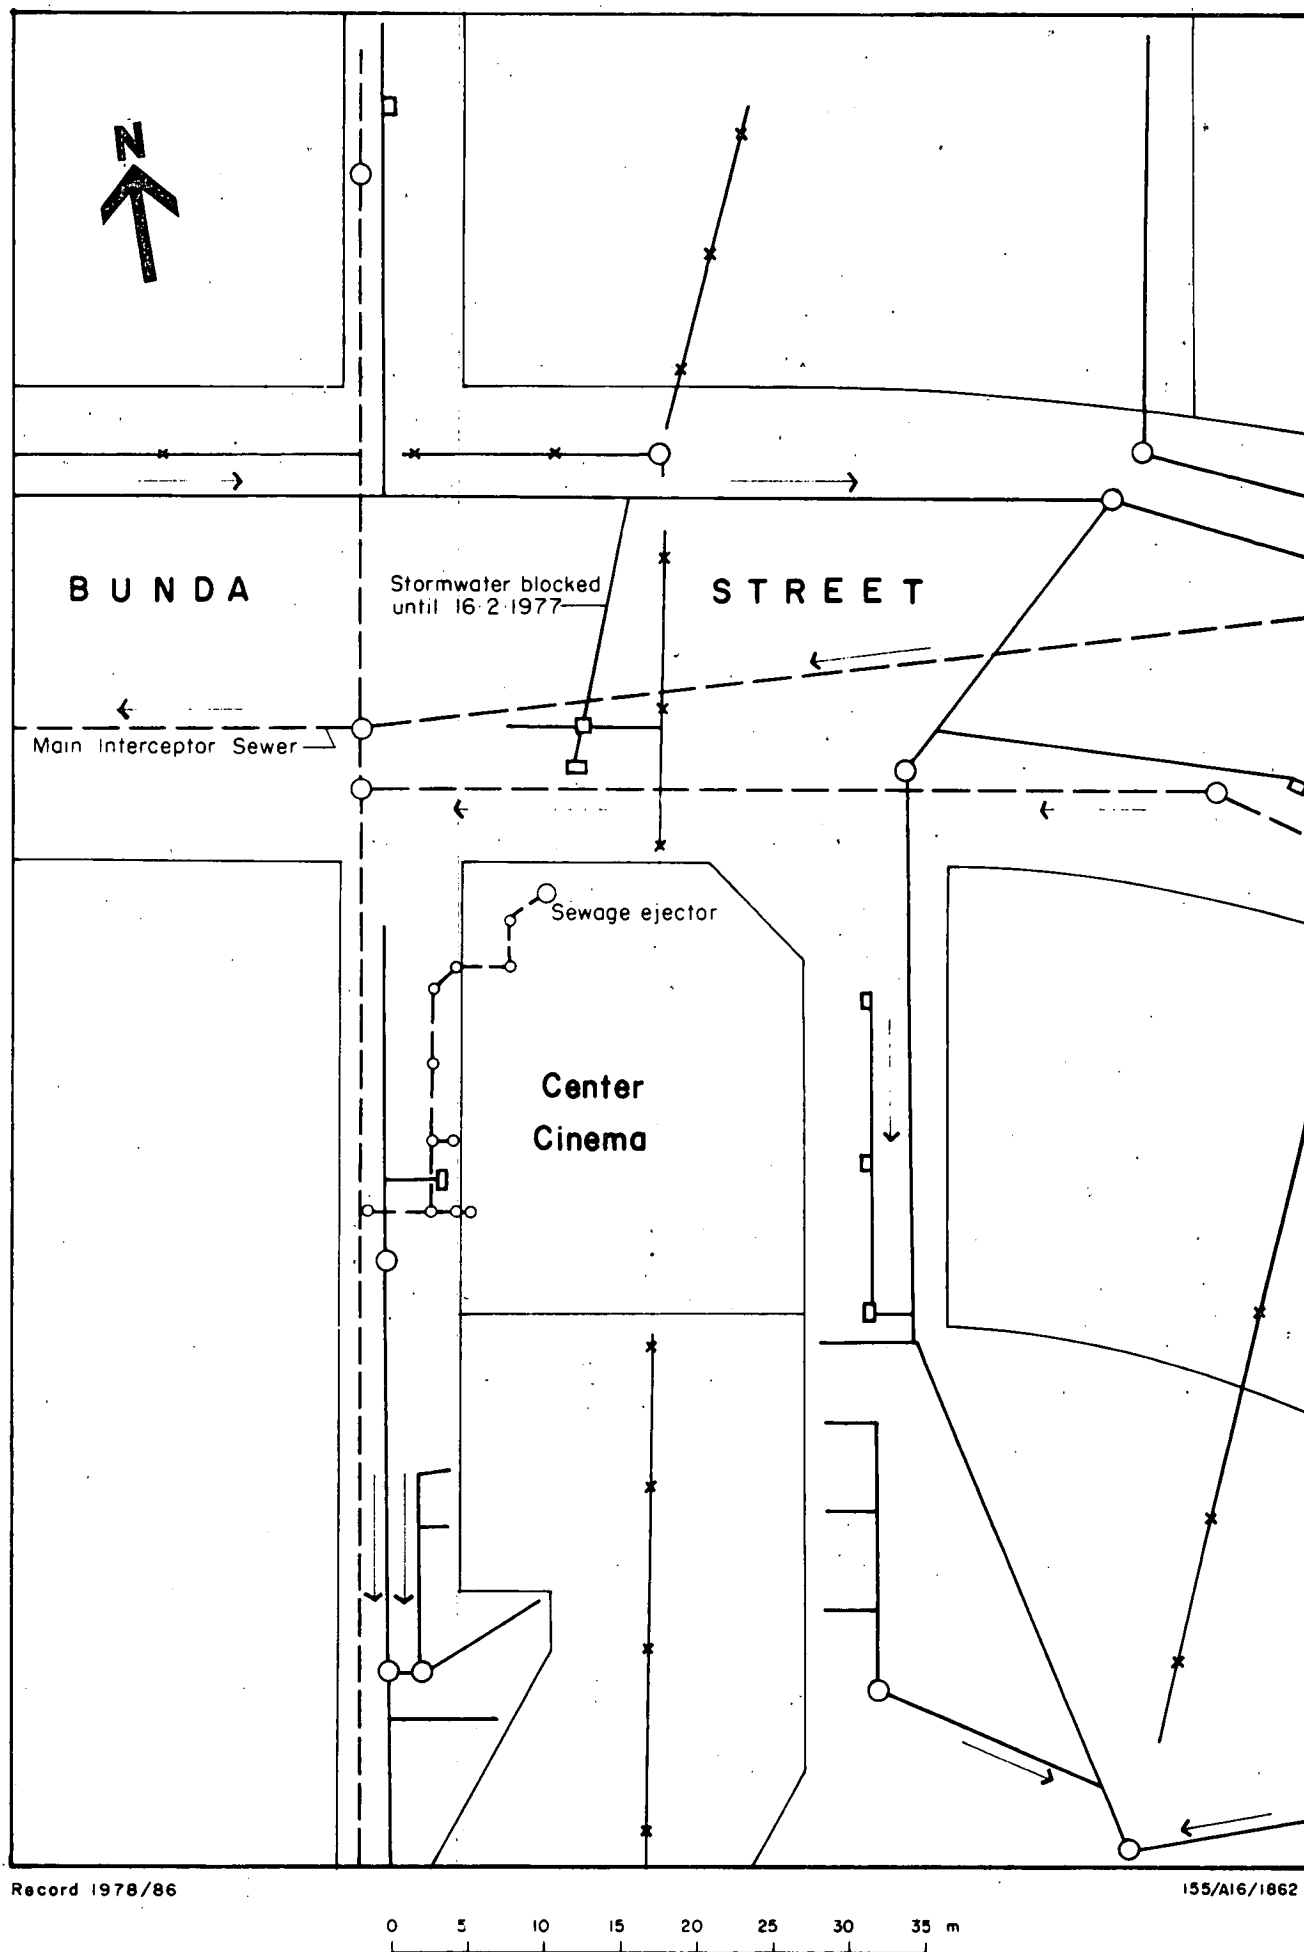 N
BUNDA STREET
Stormwater blocked
until 16·2·1977
Main Interceptor Sewer
Sewage ejector
Center
Cinema
Record 1978/86
155/A16/1862
0 5 10 15 20 25 30 35 m